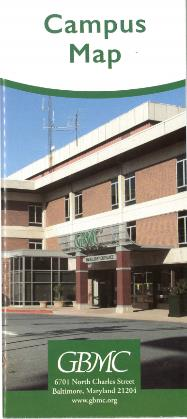 Campus
Map
GBMC
GBMC
6701 North Charles Street
Baltimore, Maryland 21204
www.gbmc.org